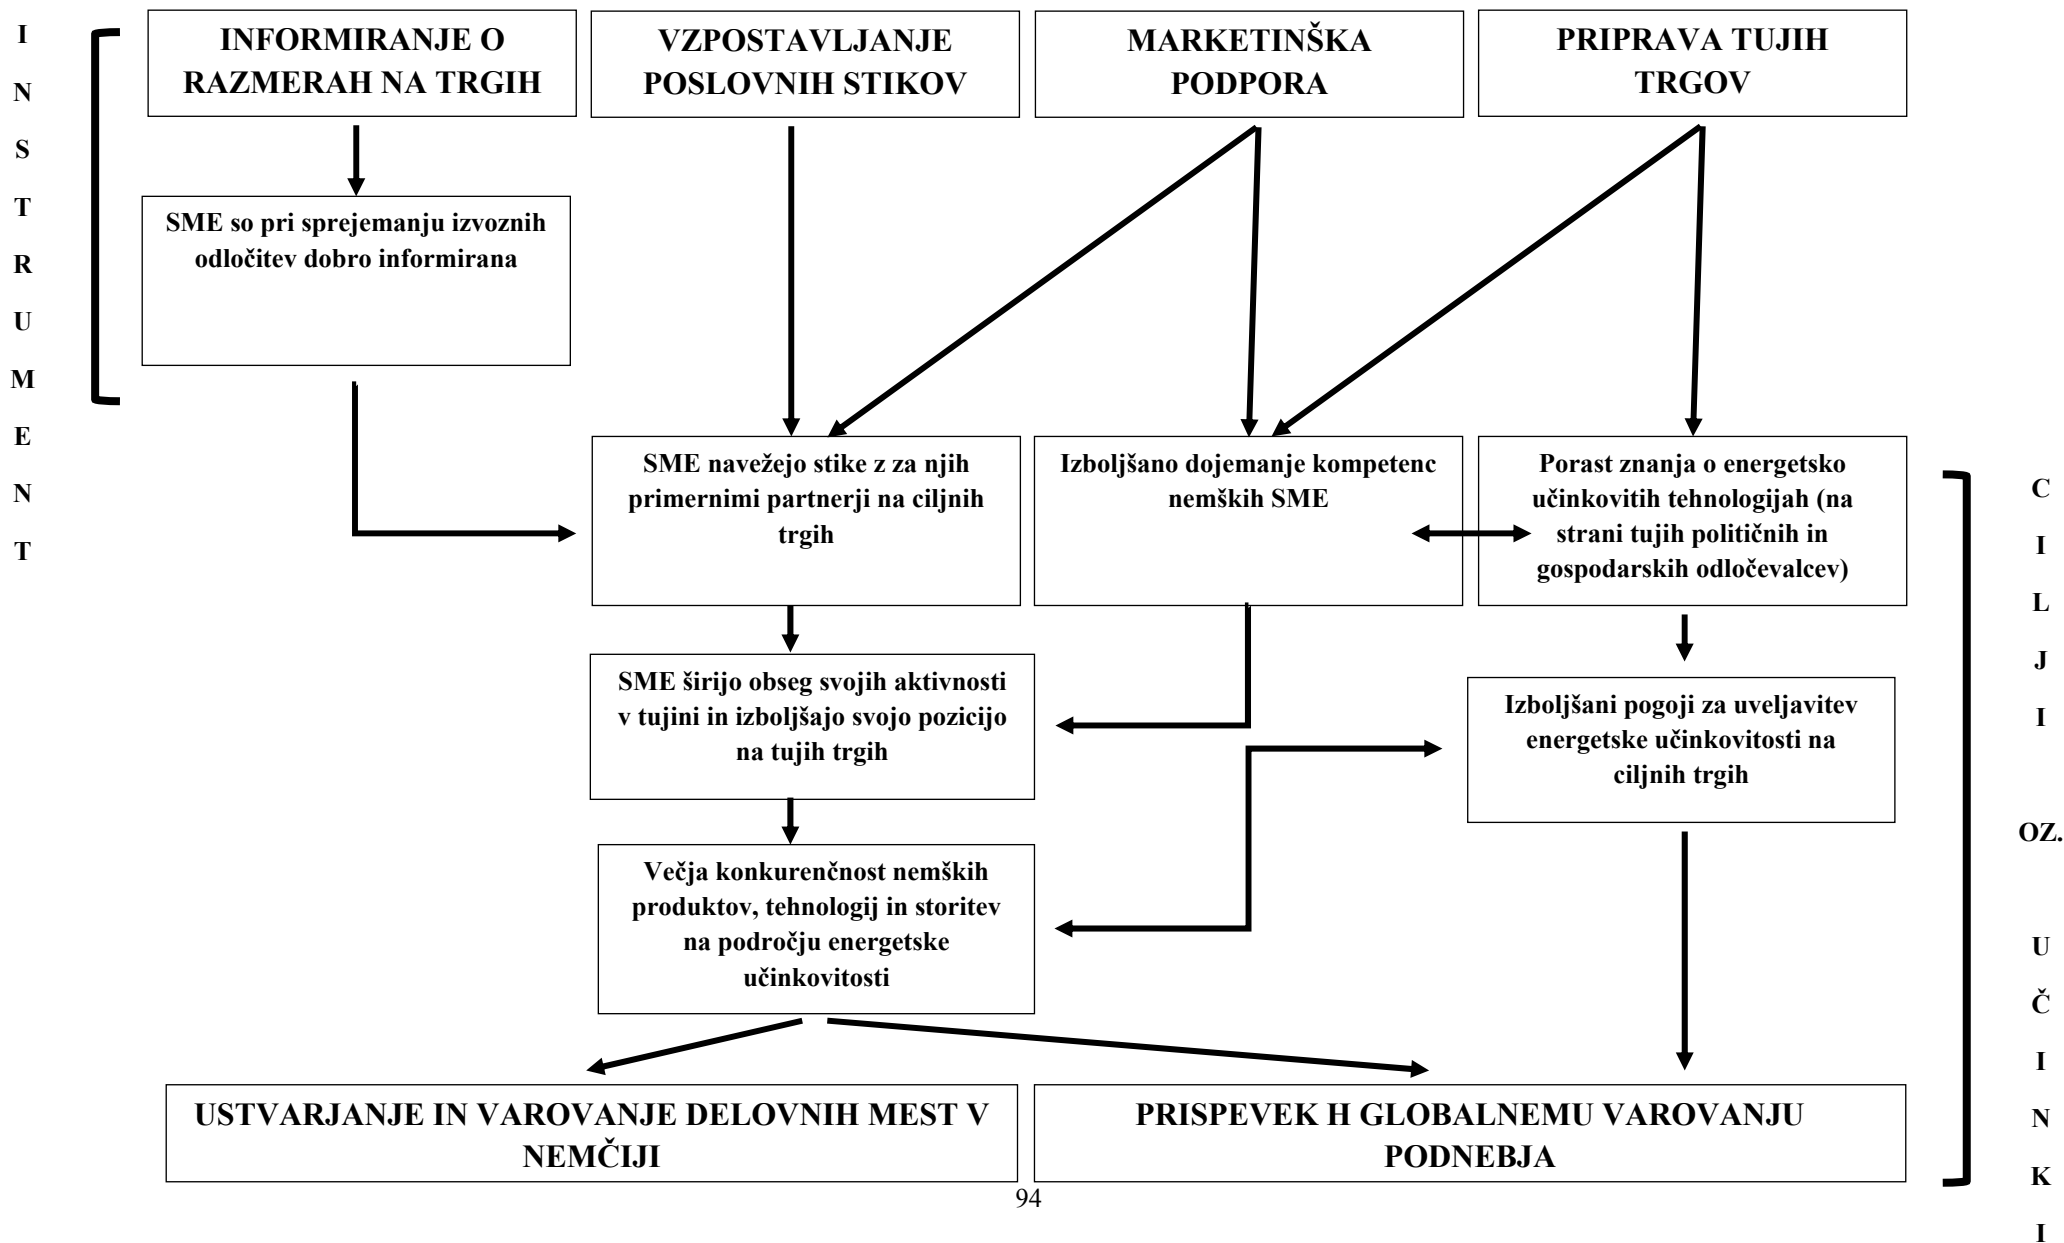 I
N
S
T
R
U
M
E
N
T
INFORMIRANJE O
RAZMERAH NA TRGIH
VZPOSTAVLJANJE
POSLOVNIH STIKOV
MARKETINŠKA
PODPORA
PRIPRAVA TUJIH
TRGOV
SME so pri sprejemanju izvoznih
odločitev dobro informirana
SME navežejo stike z za njih
primernimi partnerji na ciljnih
trgih
Izboljšano dojemanje kompetenc
nemških SME
Porast znanja o energetsko
učinkovitih tehnologijah (na
strani tujih političnih in
gospodarskih odločevalcev)
SME širijo obseg svojih aktivnosti
v tujini in izboljšajo svojo pozicijo
na tujih trgih
Izboljšani pogoji za uveljavitev
energetske učinkovitosti na
ciljnih trgih
Večja konkurenčnost nemških
produktov, tehnologij in storitev
na področju energetske
učinkovitosti
USTVARJANJE IN VAROVANJE DELOVNIH MEST V
NEMČIJI
PRISPEVEK H GLOBALNEMU VAROVANJU
PODNEBJA
C
I
L
J
I
OZ.
U
Č
I
N
K
I
94